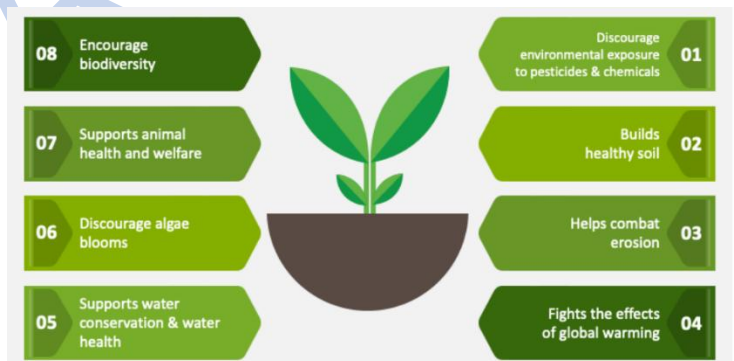 08
Encourage
biodiversity
07
Supports animal
health and welfare
06
Discourage algae
blooms
05
Supports water
conservation & water
health
Discourage
environmental exposure
to pesticides & chemicals
01
Builds
healthy soil
02
Helps combat
erosion
03
Fights the effects
of global warming
04